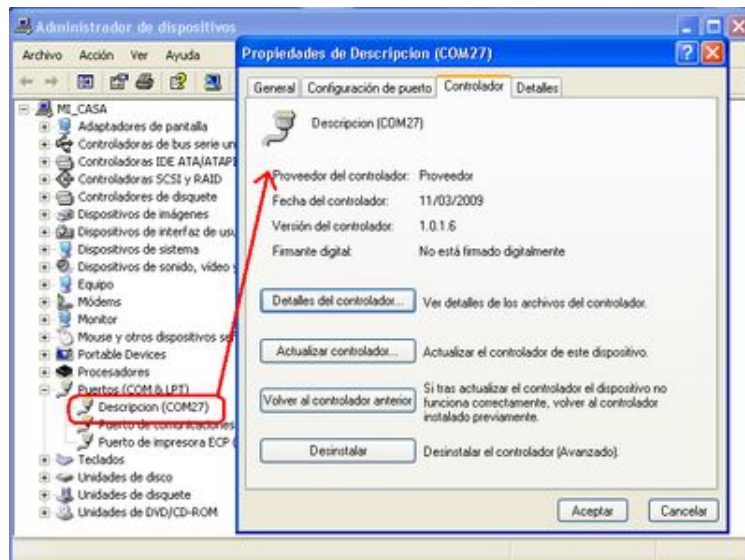 Administrador de dispositivos
Archivo Acción Ver Ayuda
MI_CASA
Adaptadores de pantalla
Controladoras de bus serie un
Controladoras IDE ATA/ATAPI
Controladoras SCSI y RAID
Controladores de disquete
Dispositivos de imágenes
Dispositivos de interfaz de usu
Dispositivos de sistema
Dispositivos de sonido, vídeo y
Equipo
Módems
Monitor
Mouse y otros dispositivos se
Portable Devices
Procesadores
Puertos (COM & LPT)
Descripcion (COM27)
Puerto de comunicaciones
Puerto de impresora ECP (
Teclados
Unidades de disco
Unidades de disquete
Unidades de DVD/CD-ROM
Propiedades de Descripcion (COM27)
General Configuración de puerto Controlador Detalles
Descripcion (COM27)
Proveedor del controlador: Proveedor
Fecha del controlador: 11/03/2009
Versión del controlador: 1.0.1.6
Firmante digital: No está firmado digitalmente
Detalles del controlador... Ver detalles de los archivos del controlador.
Actualizar controlador... Actualizar el controlador de este dispositivo.
Volver al controlador anterior Si tras actualizar el controlador el dispositivo no
funciona correctamente, volver al controlador
instalado previamente.
Desinstalar Desinstalar el controlador (Avanzado).
Aceptar Cancelar